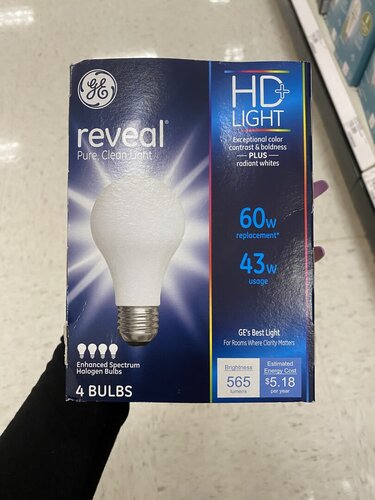 GE
reveal®
Pure, Clean Light
HD+
LIGHT
Exceptional color
contrast & boldness
— PLUS —
radiant whites
60w
replacement*
43w
usage
GE's Best Light
For Rooms Where Clarity Matters
Enhanced Spectrum
Halogen Bulbs
4 BULBS
Brightness
565
lumens
Estimated
Energy Cost
$5.18
per year